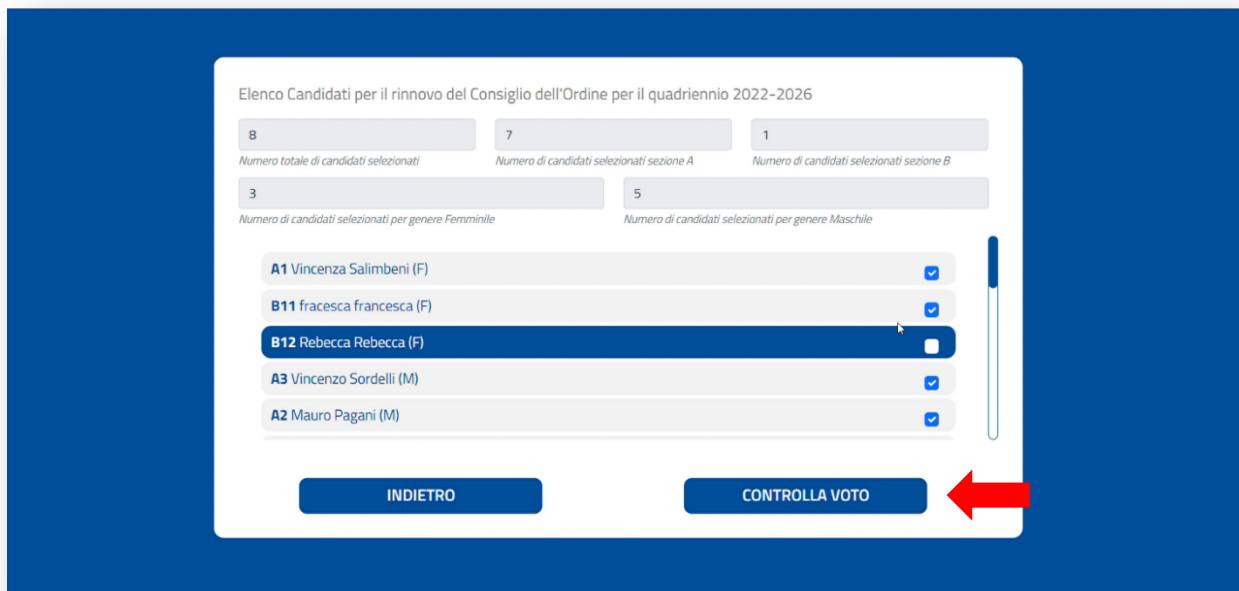 Elenco Candidati per il rinnovo del Consiglio dell'Ordine per il quadriennio 2022-2026
8 7 1
Numero totale di candidati selezionati Numero di candidati selezionati sezione A Numero di candidati selezionati sezione B
3 5
Numero di candidati selezionati per genere Femminile Numero di candidati selezionati per genere Maschile
A1 Vincenza Salimbeni (F)
B11 fracesca francesca (F)
B12 Rebecca Rebecca (F)
A3 Vincenzo Sordelli (M)
A2 Mauro Pagani (M)
INDIETRO CONTROLLA VOTO